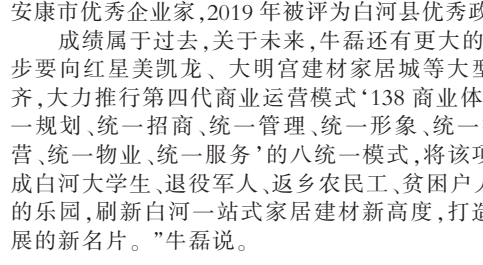 安康市优秀企业家,2019 年被评为白河县优秀政
成绩属于过去,关于未来,牛磊还有更大的
步要向红星美凯龙、大明宫建材家居城等大型
齐,大力推行第四代商业运营模式‘138 商业体
一规划、统一招商、统一管理、统一形象、统一
营、统一物业、统一服务’的八统一模式,将该项
成白河大学生、退役军人、返乡农民工、贫困户
的乐园,刷新白河一站式家居建材新高度,打造
展的新名片。”牛磊说。